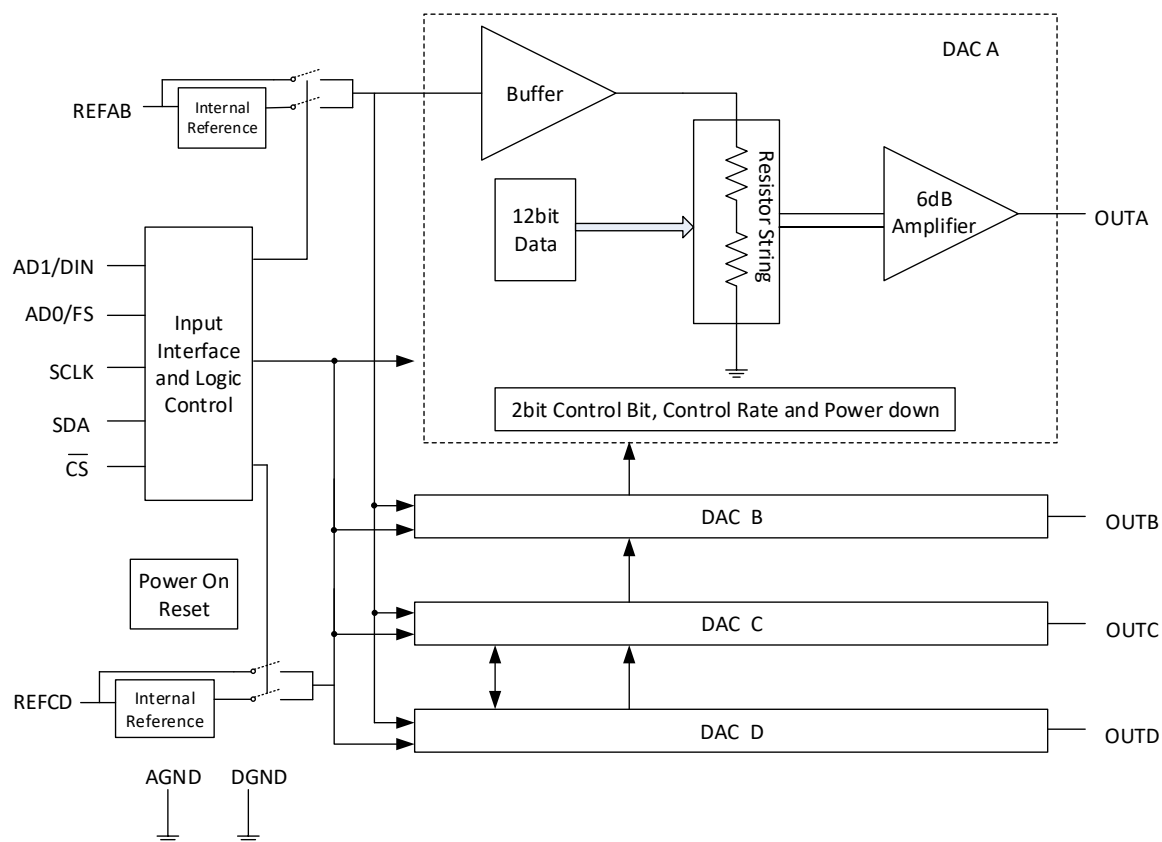 DAC A
REFAB
Internal
Reference
Buffer
Resistor String
12bit
Data
6dB
Amplifier
OUTA
AD1/DIN
AD0/FS
SCLK
SDA
CS
Input
Interface
and Logic
Control
2bit Control Bit, Control Rate and Power down
DAC B
OUTB
Power On
Reset
DAC C
OUTC
REFCD
Internal
Reference
DAC D
OUTD
AGND
DGND